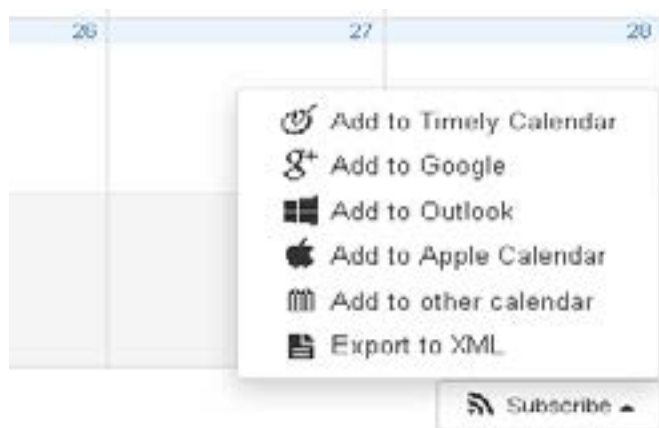 26 27 28
Add to Timely Calendar
Add to Google
Add to Outlook
Add to Apple Calendar
Add to other calendar
Export to XML
Subscribe